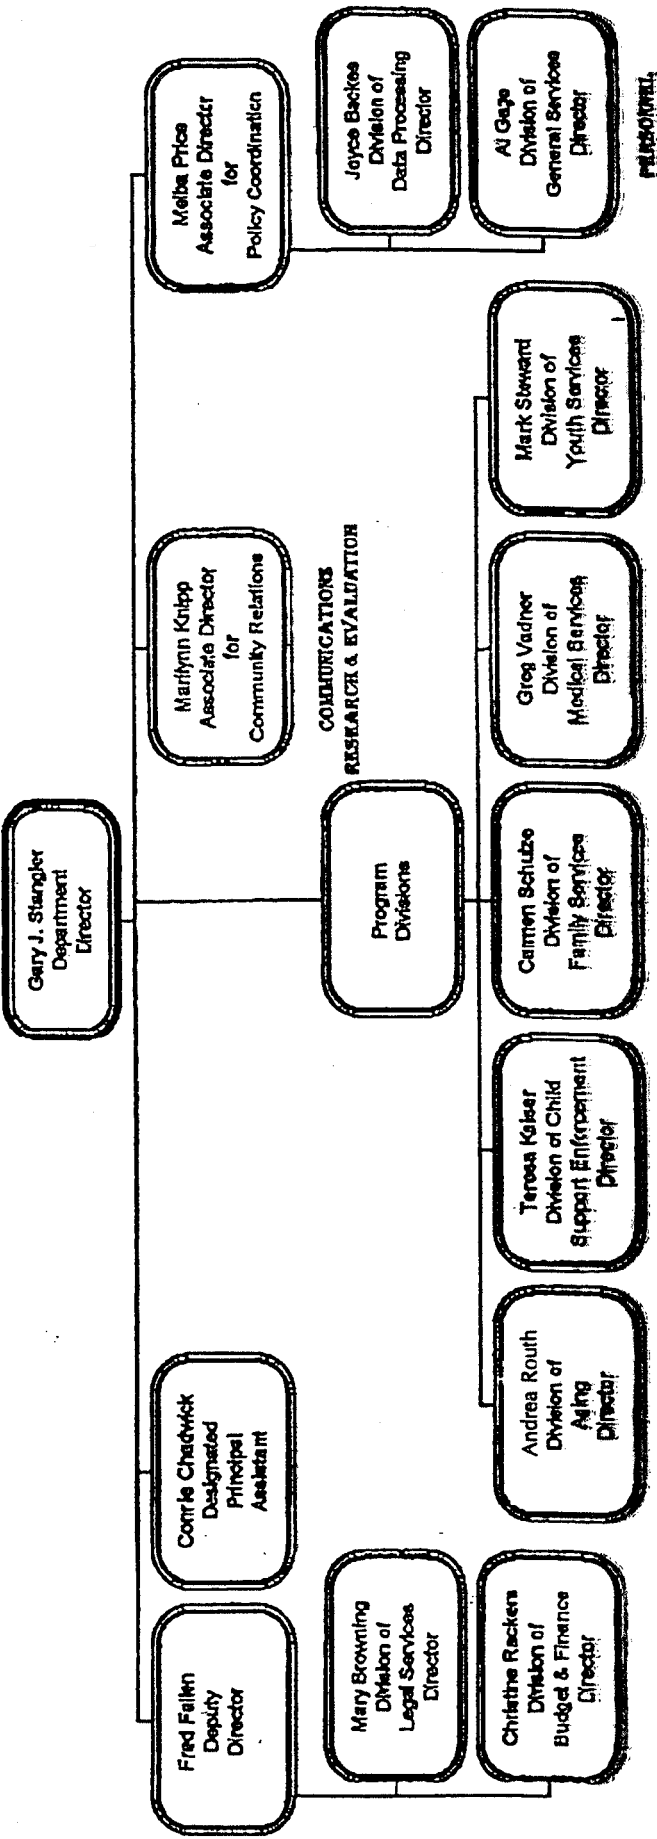 Gary J. Stangler
Department
Director
Fred Fallen
Deputy
Director
Connie Chadwick
Designated
Principal
Assistant
Marilynn Knipp
Associate Director
for
Community Relations
Melba Price
Associate Director
for
Policy Coordination
COMMUNICATIONS
RESEARCH & EVALUATION
Mary Browning
Division of
Legal Services
Director
Christine Rackers
Division of
Budget & Finance
Director
Program
Divisions
Joyce Backes
Division of
Data Processing
Director
Al Gage
Division of
General Services
Director
PERSONNEL
Andrea Routh
Division of
Aging
Director
Teresa Kaiser
Division of Child
Support Enforcement
Director
Carmen Schulze
Division of
Family Services
Director
Greg Vadner
Division of
Medical Services
Director
Mark Steward
Division of
Youth Services
Director